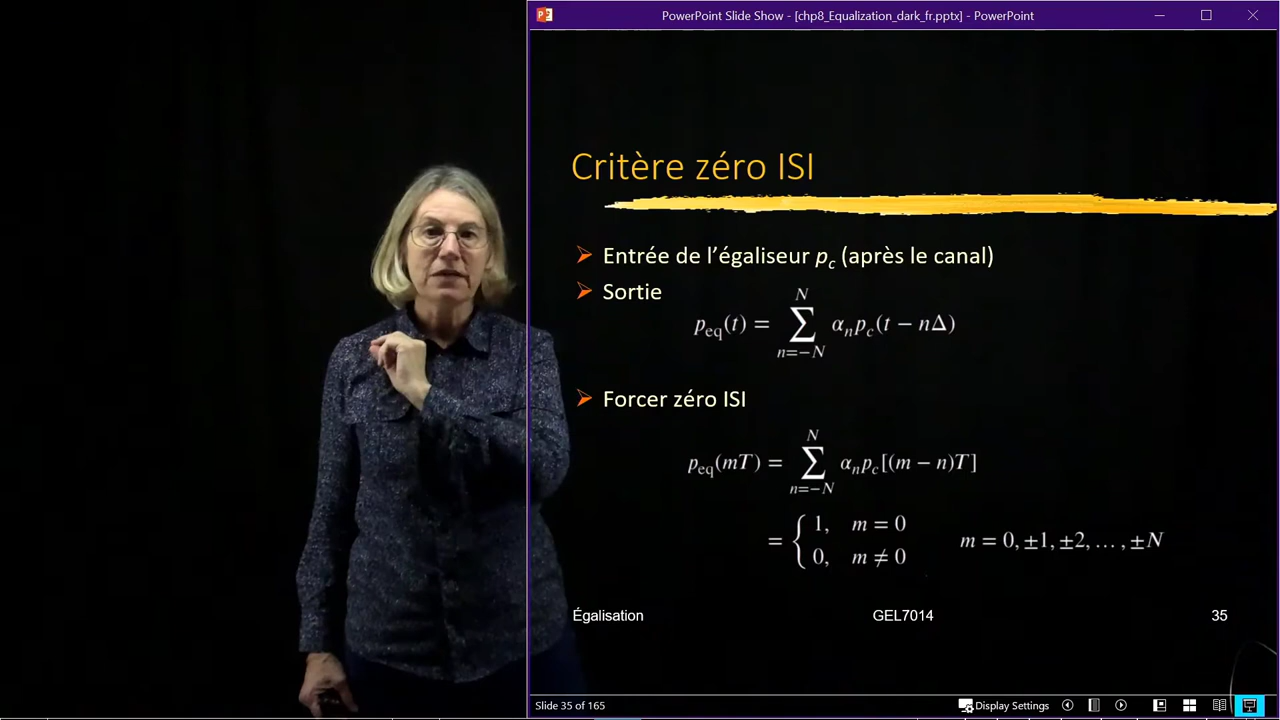 PowerPoint Slide Show - [chp8_Equalization_dark_fr.pptx] - PowerPoint
Critère zéro ISI
Entrée de l'égaliseur p_c (après le canal)
Sortie
p_eq(t) = ∑_{n=−N}^{N} α_n p_c(t − nΔ)
Forcer zéro ISI
p_eq(mT) = ∑_{n=−N}^{N} α_n p_c[(m − n)T]
= { 1, m = 0
0, m ≠ 0 m = 0, ±1, ±2, … , ±N
Égalisation GEL7014 35
Slide 35 of 165 Display Settings